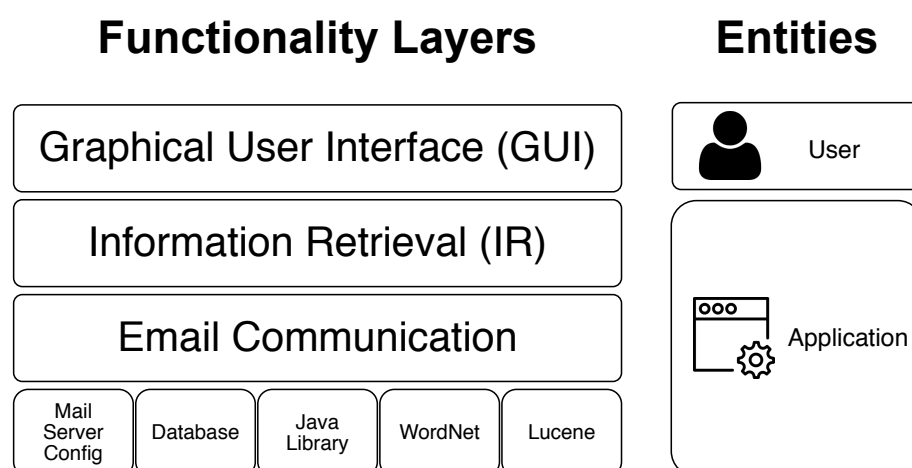 Functionality Layers
Entities
Graphical User Interface (GUI)
User
Information Retrieval (IR)
Email Communication
Application
Mail
Server
Config
Database
Java
Library
WordNet
Lucene